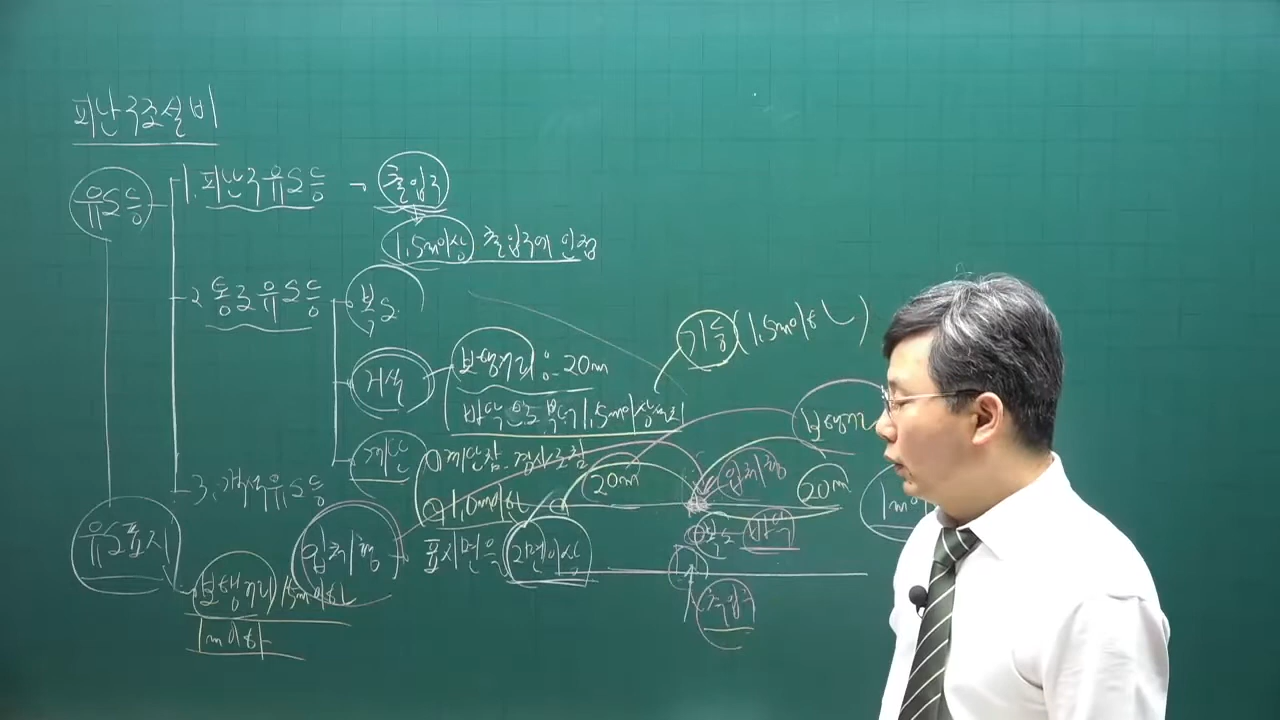 피난구조설비
유도등
1. 피난구유도등 ㄱ 출입구
1.5m이상 출입구에 인접
2 통로유도등
복도
기둥(1.5m이하 )
거실
보행거리 20m
바닥으로부터 1.5m이상
보행거리
계단
①계단참 경사로참
3. 객석유도등
20m
입체형
20m
②1.0m이하
유도표지
입체형
표지면은 2면이상
복도 바닥
1m이
보행거리 15m이하
출입구
1m이하